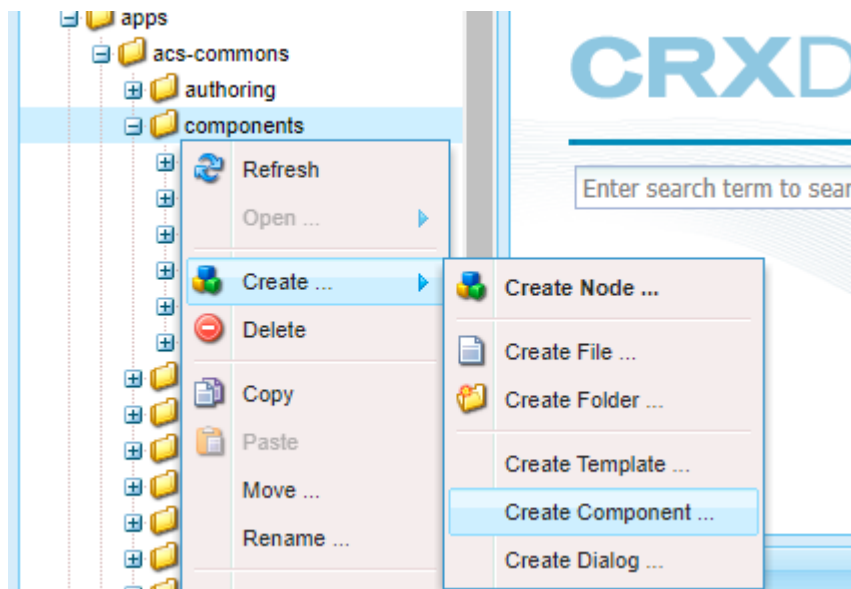 apps
acs-commons
authoring
components
CRXD
Refresh
Enter search term to sear
Open ...
Create ...
Create Node ...
Delete
Create File ...
Copy
Create Folder ...
Paste
Create Template ...
Move ...
Create Component ...
Rename ...
Create Dialog ...